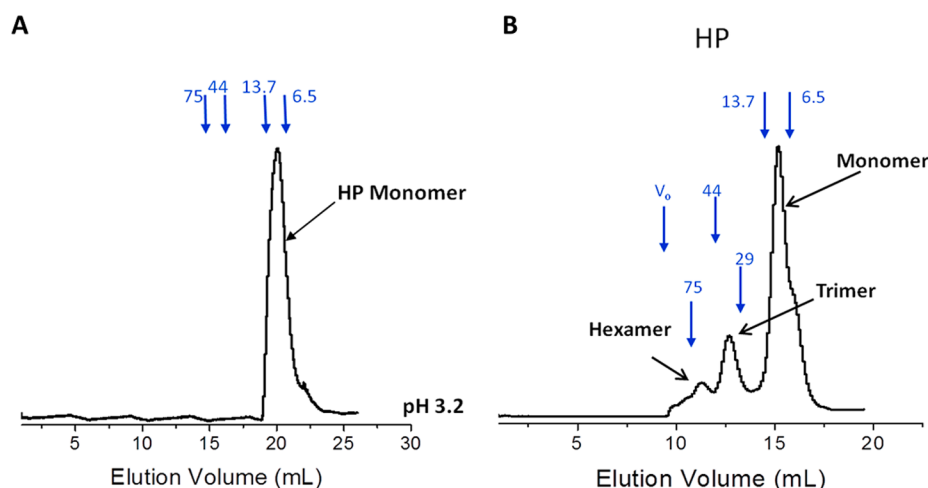 A
75
44
13.7
6.5
HP Monomer
pH 3.2
5
10
15
20
25
30
Elution Volume (mL)
B
HP
13.7
6.5
Monomer
Vo
44
29
75
Trimer
Hexamer
5
10
15
20
Elution Volume (mL)